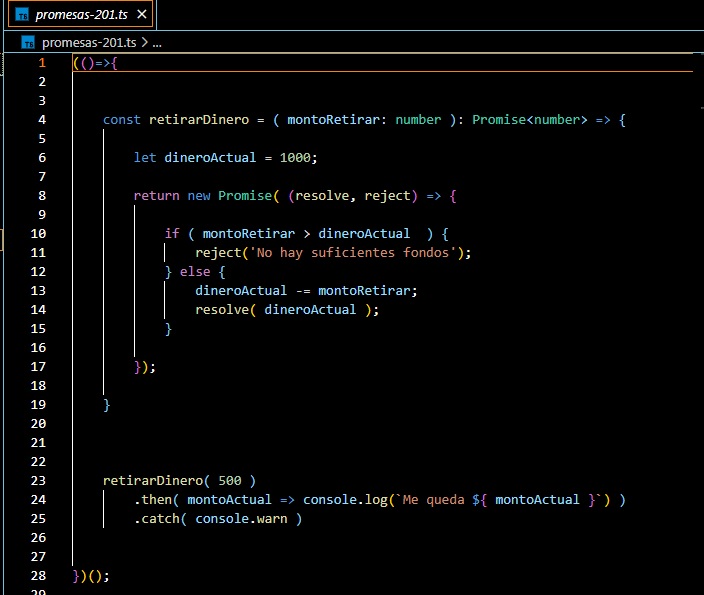 TS promesas-201.ts ×
TS promesas-201.ts > ...
1 (()=>{
2
3
4 const retirarDinero = ( montoRetirar: number ): Promise<number> => {
5
6 let dineroActual = 1000;
7
8 return new Promise( (resolve, reject) => {
9
10 if ( montoRetirar > dineroActual  ) {
11 reject('No hay suficientes fondos');
12 } else {
13 dineroActual -= montoRetirar;
14 resolve( dineroActual );
15 }
16
17 });
18
19 }
20
21
22
23 retirarDinero( 500 )
24 .then( montoActual => console.log(`Me queda ${ montoActual }`) )
25 .catch( console.warn )
26
27
28 })();
29